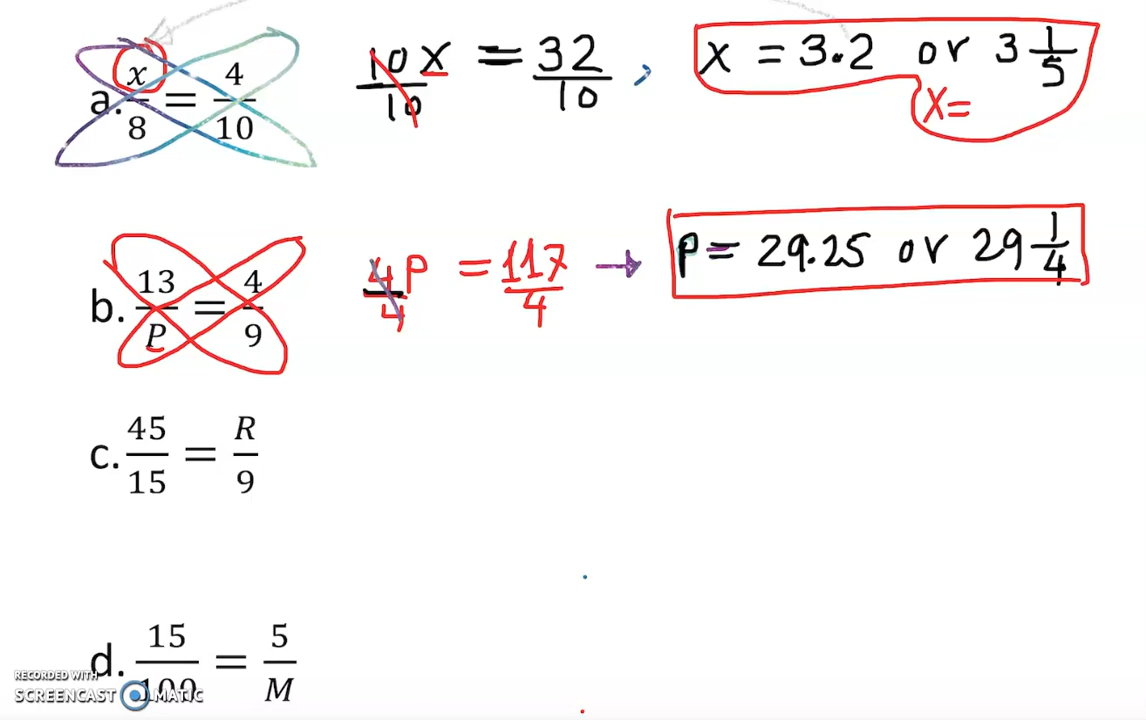 a. x/8 = 4/10 10x/10 = 32/10 , x = 3.2 or 3 1/5
x=
b. 13/P = 4/9 4P/4 = 117/4 → P = 29.25 or 29 1/4
c. 45/15 = R/9
d. 15/100 = 5/M
RECORDED WITH
SCREENCAST MATIC